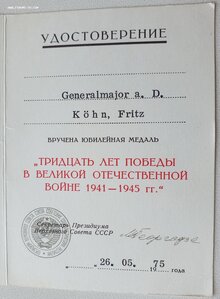 УДОСТОВЕРЕНИЕ
Generalmajor a. D.
Köhn, Fritz
ВРУЧЕНА ЮБИЛЕЙНАЯ МЕДАЛЬ
„ТРИДЦАТЬ ЛЕТ ПОБЕДЫ
В ВЕЛИКОЙ ОТЕЧЕСТВЕННОЙ
ВОЙНЕ 1941—1945 гг.“
Секретарь Президиума
Верховного Совета СССР
„26. 05. 1975 года